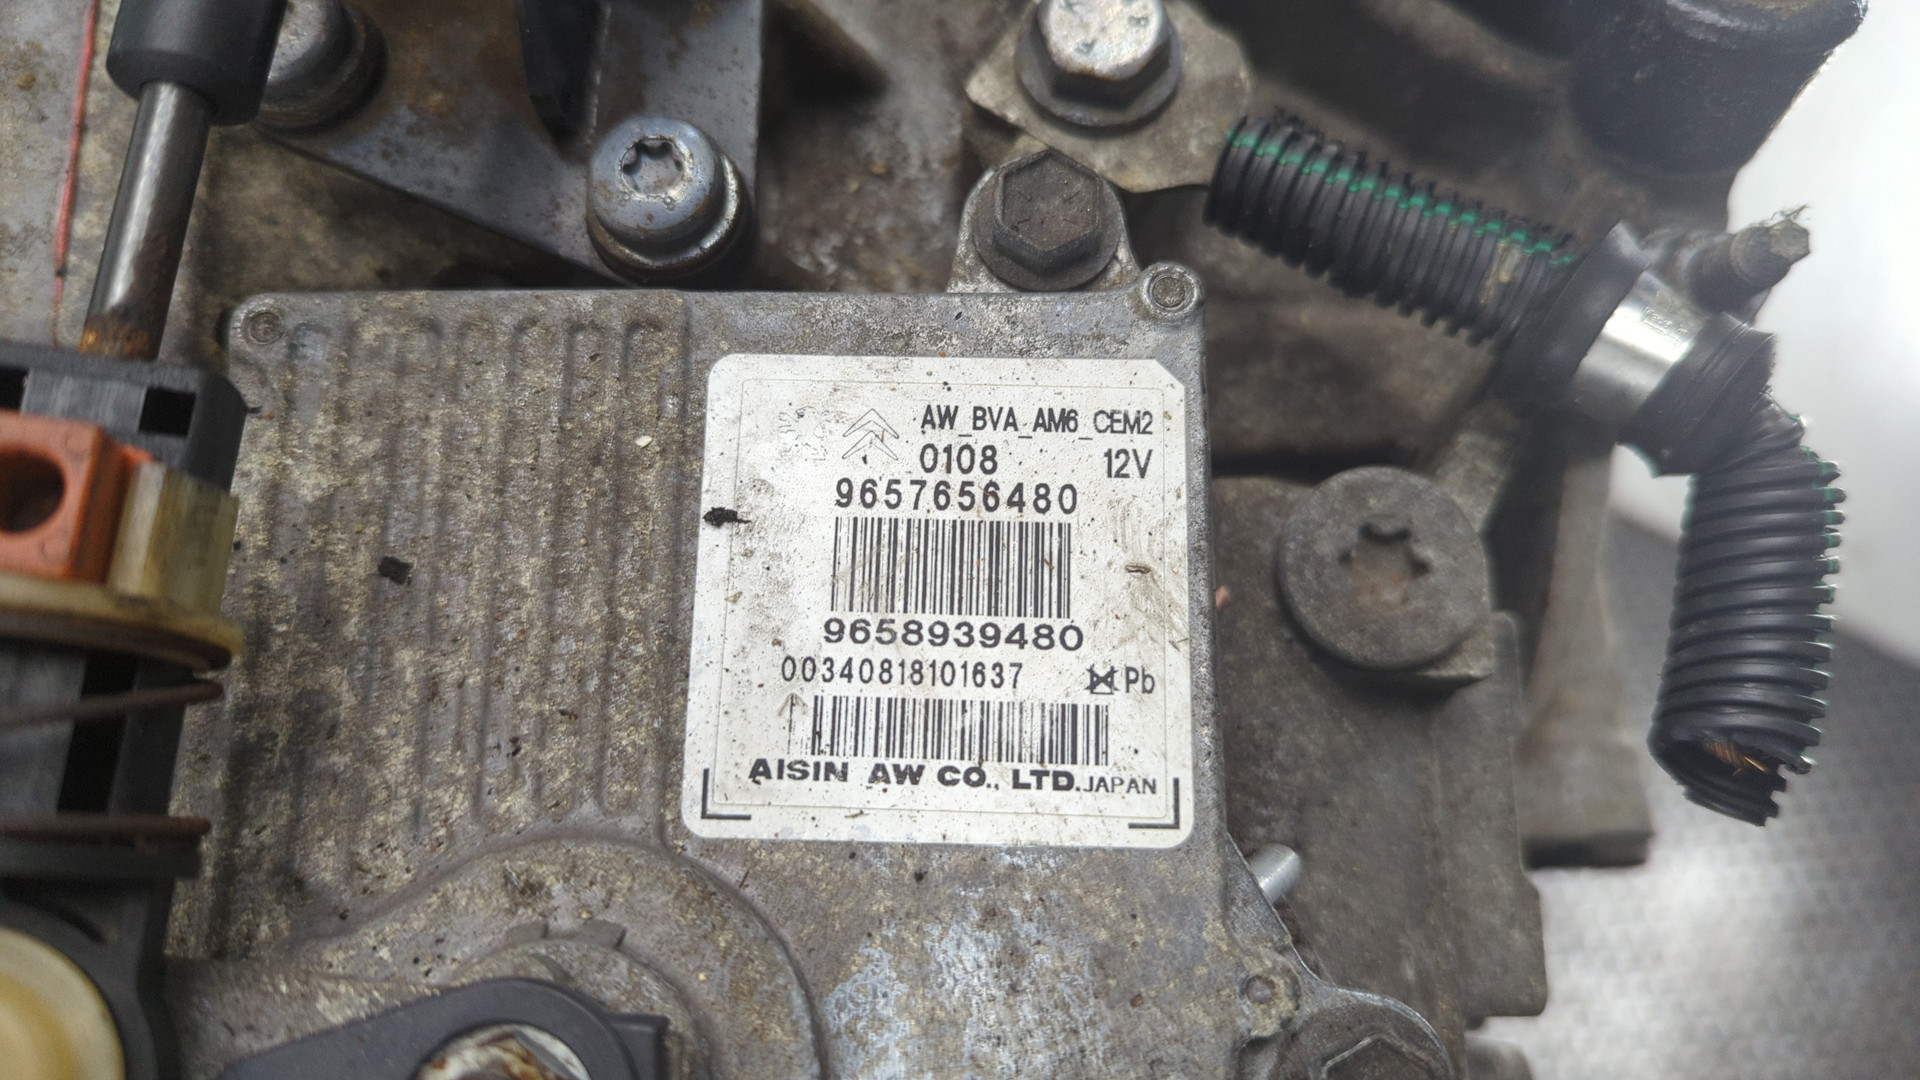 AW_BVA_AM6_CEM2
0108 12V
9657656480
9658939480
00340818101637 Pb
AISIN AW CO., LTD. JAPAN